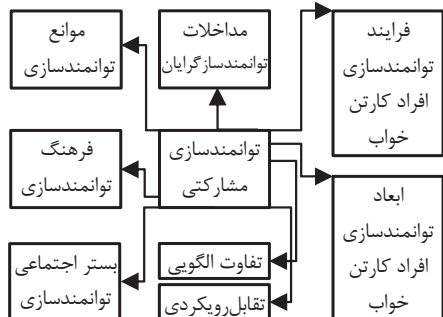 فرایند
توانمندسازی
افراد کارتن
خواب
مداخلات
توانمندسازگرایان
موانع
توانمندسازی
توانمندسازی
مشارکتی
فرهنگ
توانمندسازی
ابعاد
توانمندسازی
افراد کارتن
خواب
تفاوت الگویی
تقابل‌رویکردی
بستر اجتماعی
توانمندسازی